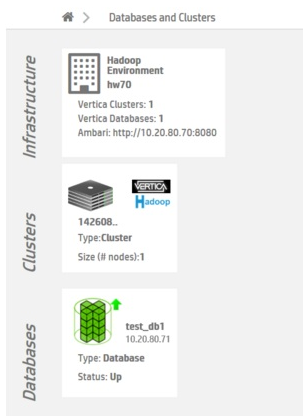 Databases and Clusters
Infrastructure
Hadoop
Environment
hw70
Vertica Clusters: 1
Vertica Databases: 1
Ambari: http://10.20.80.70:8080
Clusters
VERTICA
Hadoop
142608..
Type:Cluster
Size (# nodes):1
Databases
test_db1
10.20.80.71
Type: Database
Status: Up